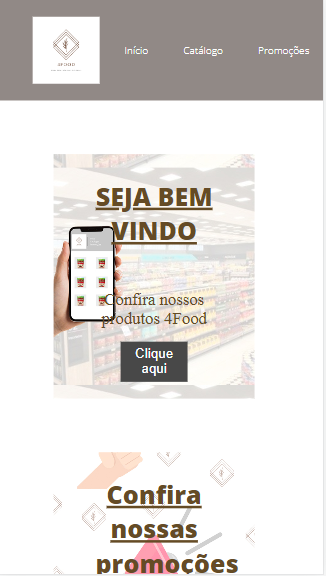 4FOOD
Início Catálogo Promoções
SEJA BEM
VINDO
Confira nossos
produtos 4Food
Clique
aqui
Confira
nossas
promoções